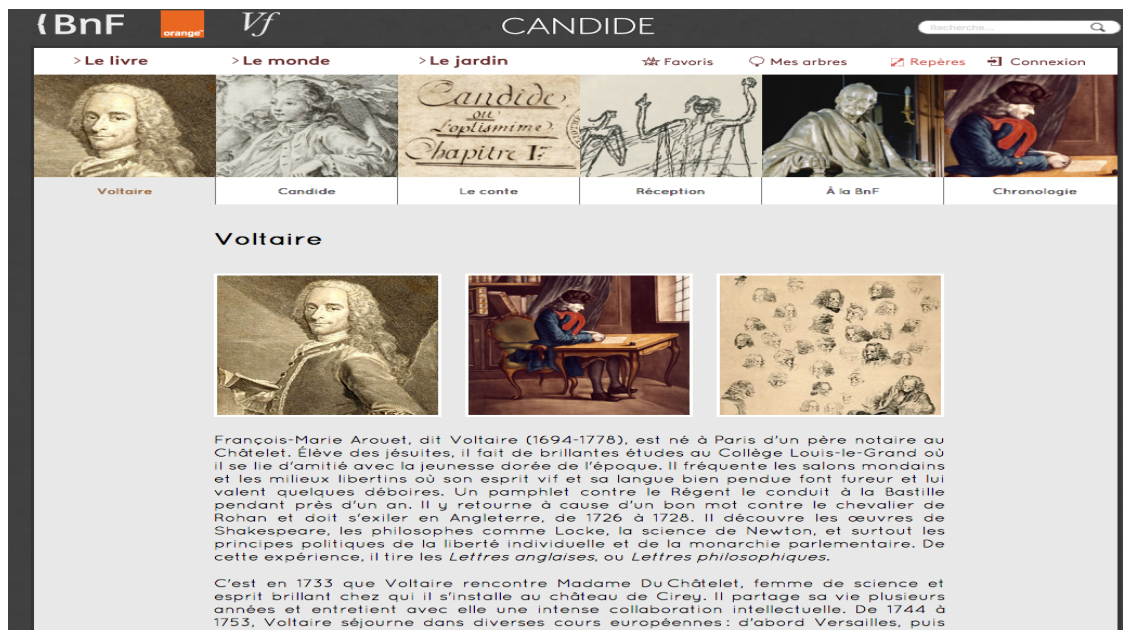 BnF
orange
Vf
CANDIDE
Recherche...
> Le livre
> Le monde
> Le jardin
Favoris
Mes arbres
Repères
Connexion
Candide
ou
L'optismime
Chapitre I.
Voltaire
Candide
Le conte
Réception
À la BnF
Chronologie
Voltaire
François-Marie Arouet, dit Voltaire (1694-1778), est né à Paris d'un père notaire au
Châtelet. Élève des jésuites, il fait de brillantes études au Collège Louis-le-Grand où
il se lie d'amitié avec la jeunesse dorée de l'époque. Il fréquente les salons mondains
et les milieux libertins où son esprit vif et sa langue bien pendue font fureur et lui
valent quelques déboires. Un pamphlet contre le Régent le conduit à la Bastille
pendant près d'un an. Il y retourne à cause d'un bon mot contre le chevalier de
Rohan et doit s'exiler en Angleterre, de 1726 à 1728. Il découvre les œuvres de
Shakespeare, les philosophes comme Locke, la science de Newton, et surtout les
principes politiques de la liberté individuelle et de la monarchie parlementaire. De
cette expérience, il tire les Lettres anglaises, ou Lettres philosophiques.
C'est en 1733 que Voltaire rencontre Madame Du Châtelet, femme de science et
esprit brillant chez qui il s'installe au château de Cirey. Il partage sa vie plusieurs
années et entretient avec elle une intense collaboration intellectuelle. De 1744 à
1753, Voltaire séjourne dans diverses cours européennes : d'abord Versailles, puis